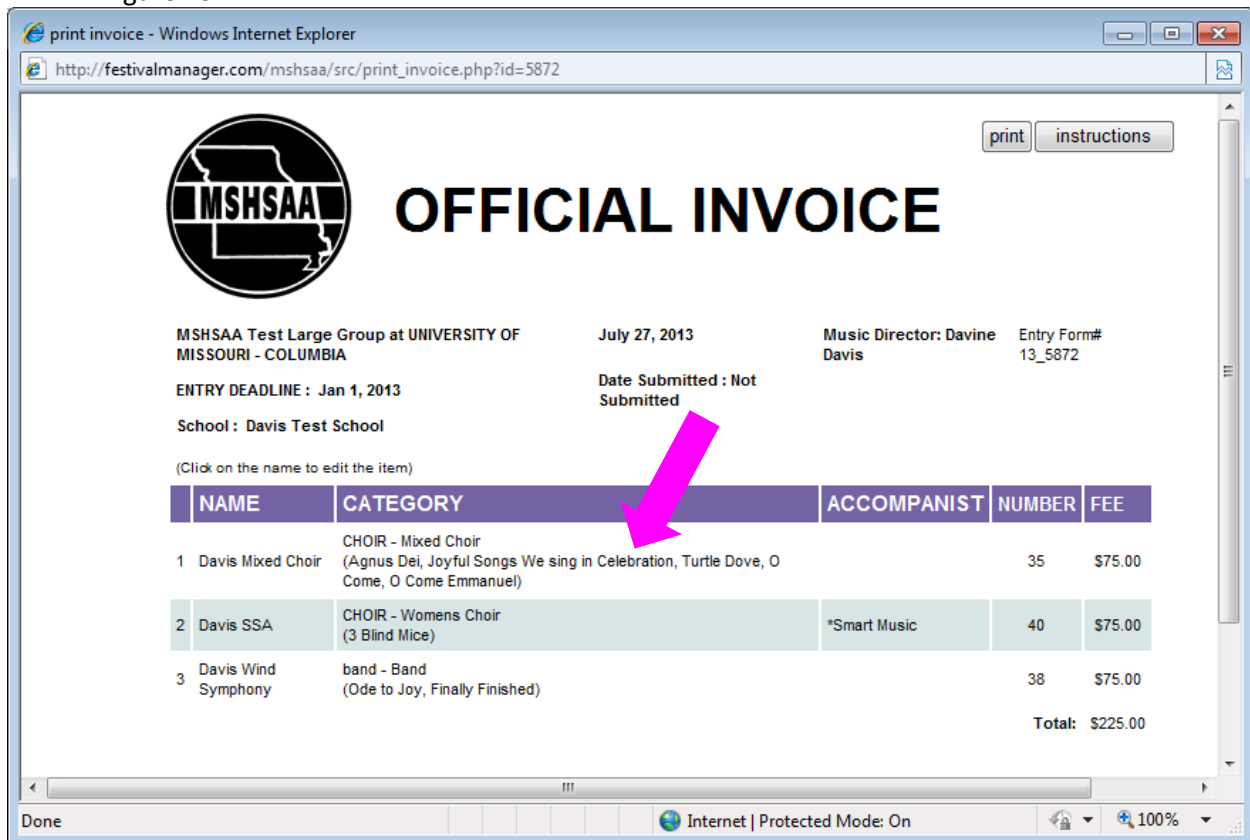 print invoice - Windows Internet Explorer
http://festivalmanager.com/mshsaa/src/print_invoice.php?id=5872
print instructions
MSHSAA
OFFICIAL INVOICE
MSHSAA Test Large Group at UNIVERSITY OF
MISSOURI - COLUMBIA
ENTRY DEADLINE : Jan 1, 2013
School : Davis Test School
July 27, 2013
Date Submitted : Not
Submitted
Music Director: Davine
Davis
Entry Form#
13_5872
(Click on the name to edit the item)
NAME CATEGORY ACCOMPANIST NUMBER FEE
1 Davis Mixed Choir CHOIR - Mixed Choir
(Agnus Dei, Joyful Songs We sing in Celebration, Turtle Dove, O
Come, O Come Emmanuel) 35 $75.00
2 Davis SSA CHOIR - Womens Choir
(3 Blind Mice) *Smart Music 40 $75.00
3 Davis Wind
Symphony band - Band
(Ode to Joy, Finally Finished) 38 $75.00
Total: $225.00
Done Internet | Protected Mode: On 100%